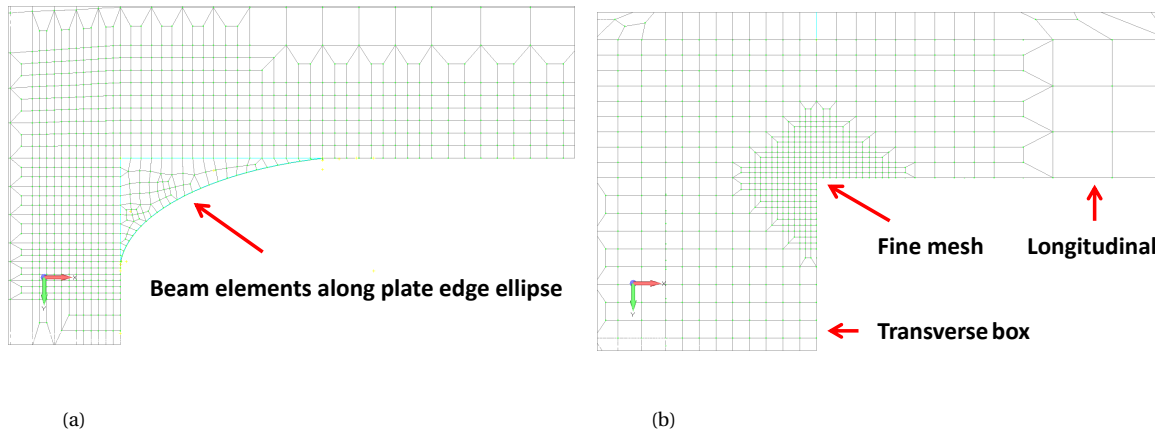 X
Y
Beam elements along plate edge ellipse
(a)
X
Y
Fine mesh
Longitudinal
Transverse box
(b)